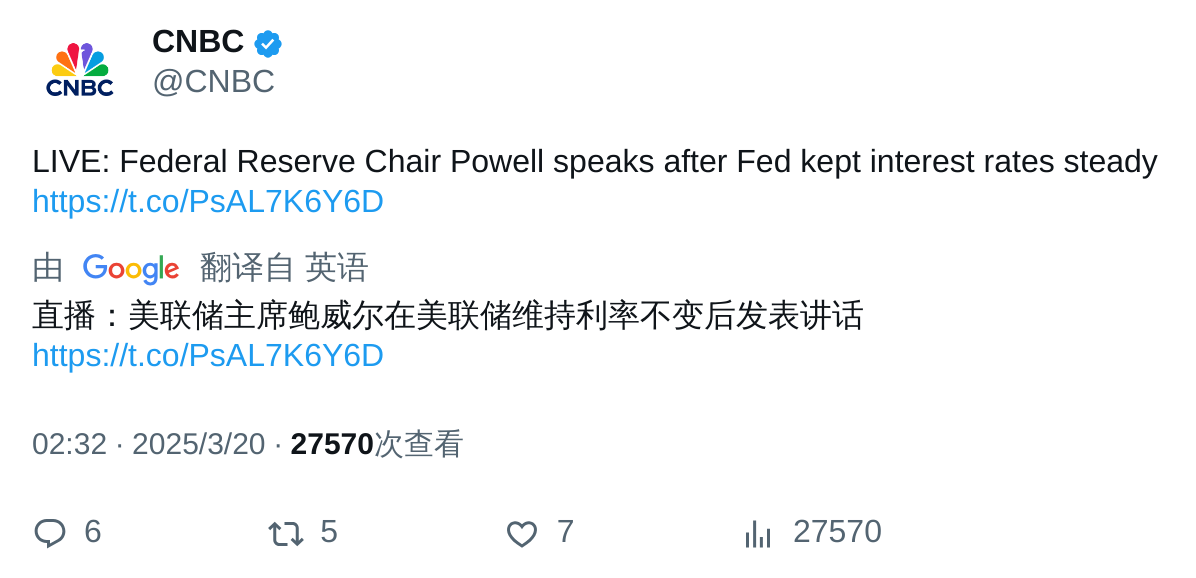 CNBC
CNBC
@CNBC
LIVE: Federal Reserve Chair Powell speaks after Fed kept interest rates steady
https://t.co/PsAL7K6Y6D
由 Google 翻译自 英语
直播：美联储主席鲍威尔在美联储维持利率不变后发表讲话
https://t.co/PsAL7K6Y6D
02:32 · 2025/3/20 · 27570次查看
6 5 7 27570